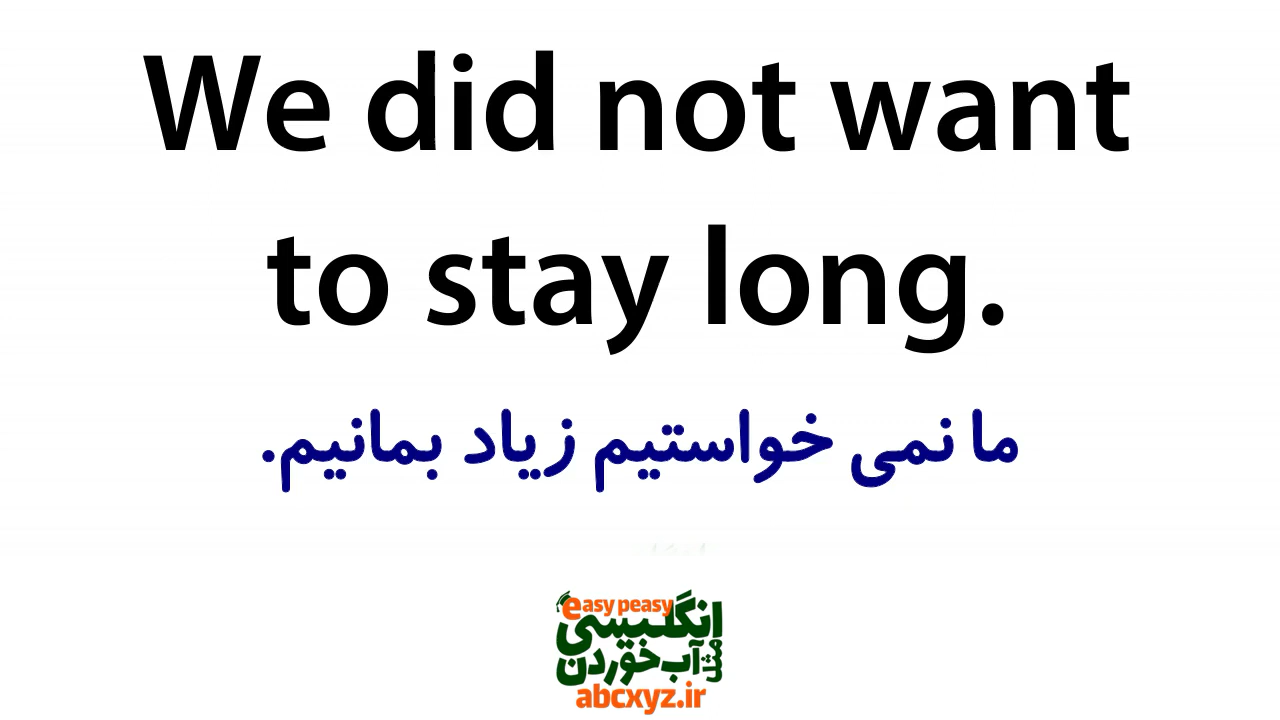 We did not want
to stay long.
ما نمی خواستیم زیاد بمانیم.
easy peasy
انگلیسی
مثل آب خوردن
abcxyz.ir